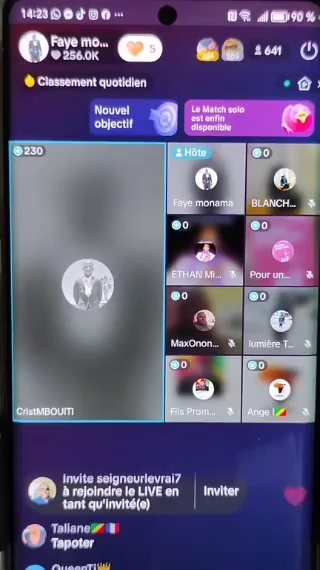 14:23
90 %
Faye mo...
256.0K
5
641
Classement quotidien
Nouvel
objectif
Le Match solo
est enfin
disponible
230
Hôte
Faye monama
0
BLANCH...
0
ETHAN Mi...
0
Pour un...
0
MaxOnon...
0
lumière T...
0
Fils Prom...
0
Ange
CristMBOUITI
Invite seigneurlevrai7
à rejoindre le LIVE en
tant qu'invité(e)
Inviter
Taliane
Tapoter
QueenTi